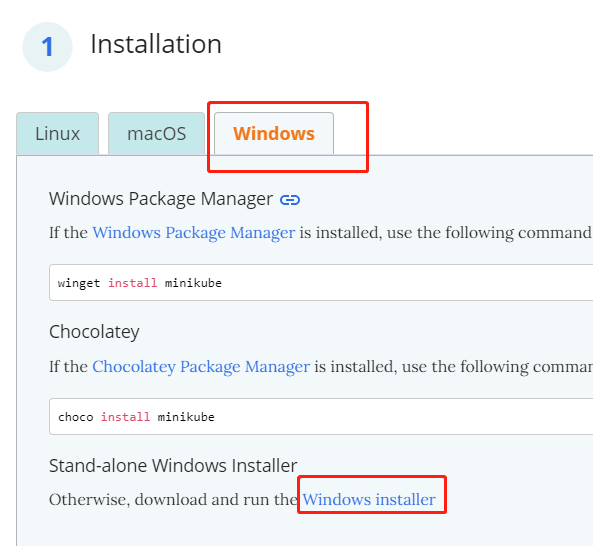 1 Installation
Linux macOS Windows
Windows Package Manager
If the Windows Package Manager is installed, use the following command
winget install minikube
Chocolatey
If the Chocolatey Package Manager is installed, use the following
choco install minikube
Stand-alone Windows Installer
Otherwise, download and run the Windows installer